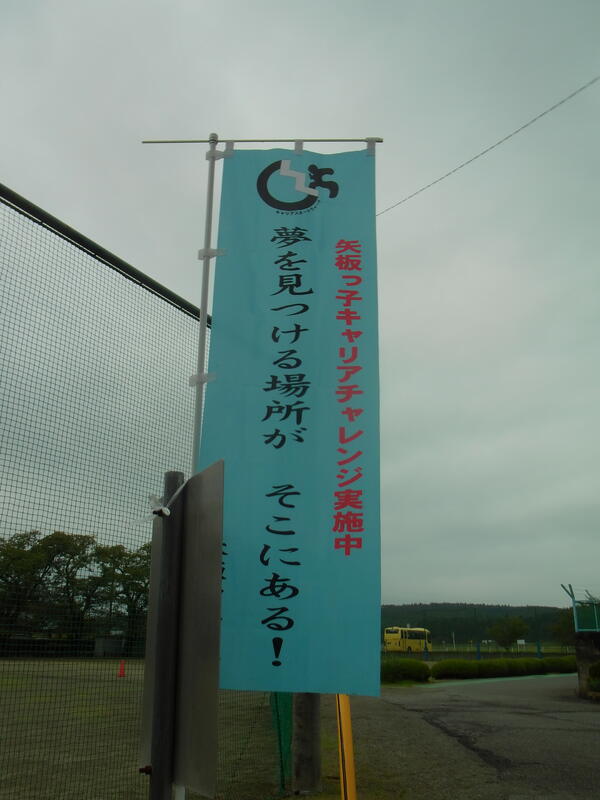 矢板っ子キャリアチャレンジ実施中
夢を見つける場所が そこにある!